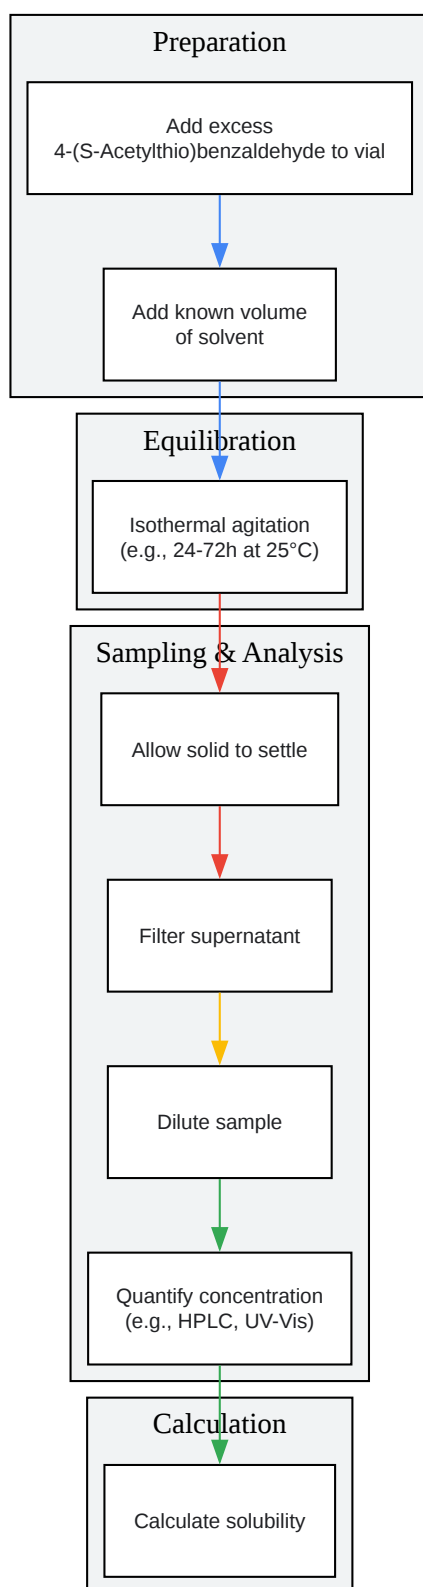 Preparation
Add excess
4-(S-Acetylthio)benzaldehyde to vial
Add known volume
of solvent
Equilibration
Isothermal agitation
(e.g., 24-72h at 25°C)
Sampling & Analysis
Allow solid to settle
Filter supernatant
Dilute sample
Quantify concentration
(e.g., HPLC, UV-Vis)
Calculation
Calculate solubility